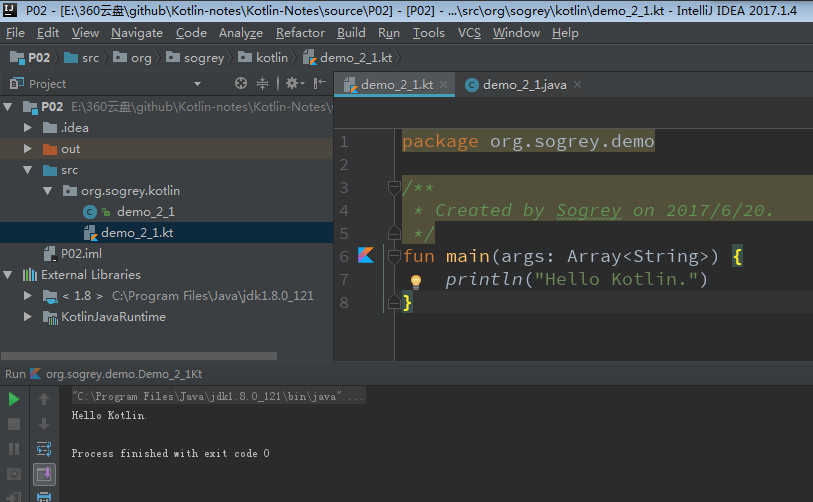 P02 - [E:\360云盘\github\Kotlin-notes\Kotlin-Notes\source\P02] - [P02] - ...\src\org\sogrey\kotlin\demo_2_1.kt - IntelliJ IDEA 2017.1.4
File Edit View Navigate Code Analyze Refactor Build Run Tools VCS Window Help
P02 src org sogrey kotlin demo_2_1.kt
Project
demo_2_1.kt demo_2_1.java
P02 E:\360云盘\github\Kotlin-notes\Kotlin-Notes\
.idea
out
src
org.sogrey.kotlin
demo_2_1
demo_2_1.kt
P02.iml
External Libraries
< 1.8 > C:\Program Files\Java\jdk1.8.0_121
KotlinJavaRuntime
1 package org.sogrey.demo
2
3 /**
4 * Created by Sogrey on 2017/6/20.
5 */
6 fun main(args: Array<String>) {
7 println("Hello Kotlin.")
8 }
Run org.sogrey.demo.Demo_2_1Kt
"C:\Program Files\Java\jdk1.8.0_121\bin\java" ...
Hello Kotlin.
Process finished with exit code 0